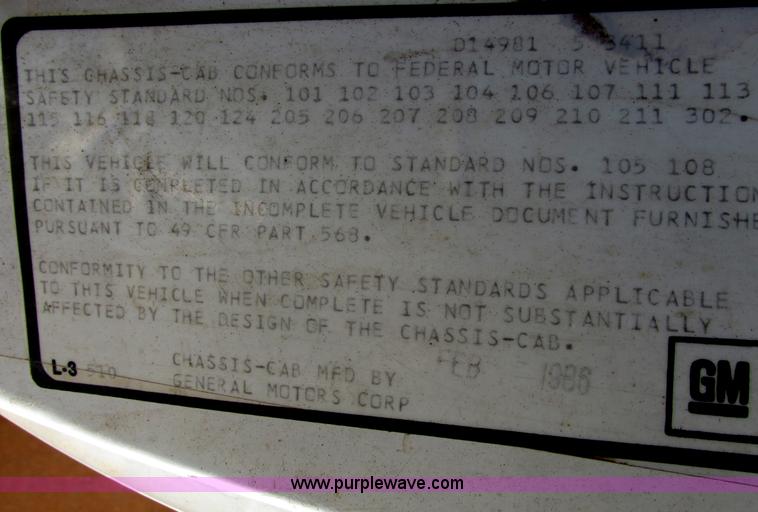 D14981 5 3411
THIS CHASSIS-CAB CONFORMS TO FEDERAL MOTOR VEHICLE
SAFETY STANDARD NOS. 101 102 103 104 106 107 111 113
115 116 118 120 124 205 206 207 208 209 210 211 302.
THIS VEHICLE WILL CONFORM TO STANDARD NOS. 105 108
IF IT IS COMPLETED IN ACCORDANCE WITH THE INSTRUCTION
CONTAINED IN THE INCOMPLETE VEHICLE DOCUMENT FURNISHE
PURSUANT TO 49 CFR PART 568.
CONFORMITY TO THE OTHER SAFETY STANDARDS APPLICABLE
TO THIS VEHICLE WHEN COMPLETE IS NOT SUBSTANTIALLY
AFFECTED BY THE DESIGN OF THE CHASSIS-CAB.
L-3 510 CHASSIS-CAB MFD BY FEB 1986
GENERAL MOTORS CORP
GM
www.purplewave.com